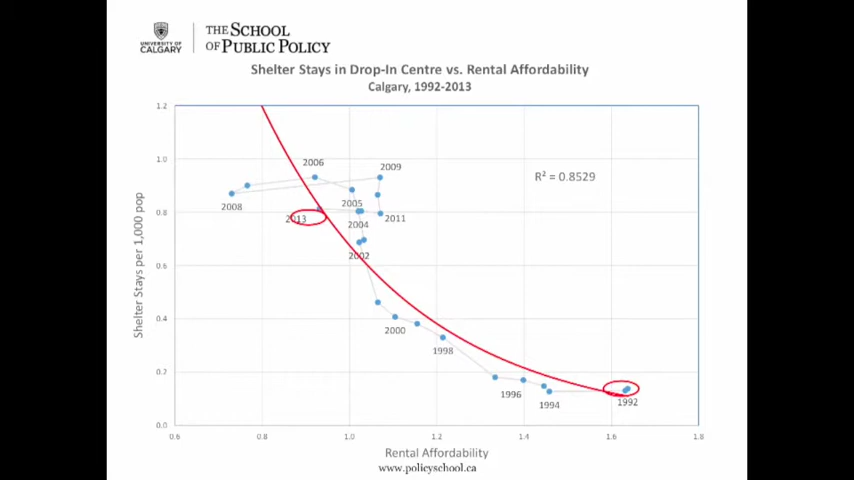 UNIVERSITY OF
CALGARY
THE SCHOOL
OF PUBLIC POLICY
Shelter Stays in Drop-In Centre vs. Rental Affordability
Calgary, 1992-2013
1.2
1.0
0.8
0.6
0.4
0.2
0.0
Shelter Stays per 1,000 pop
2006
2009
R² = 0.8529
2008
2005
2013
2004
2011
2002
2000
1998
1996
1994
1992
0.6
0.8
1.0
1.2
1.4
1.6
1.8
Rental Affordability
www.policyschool.ca